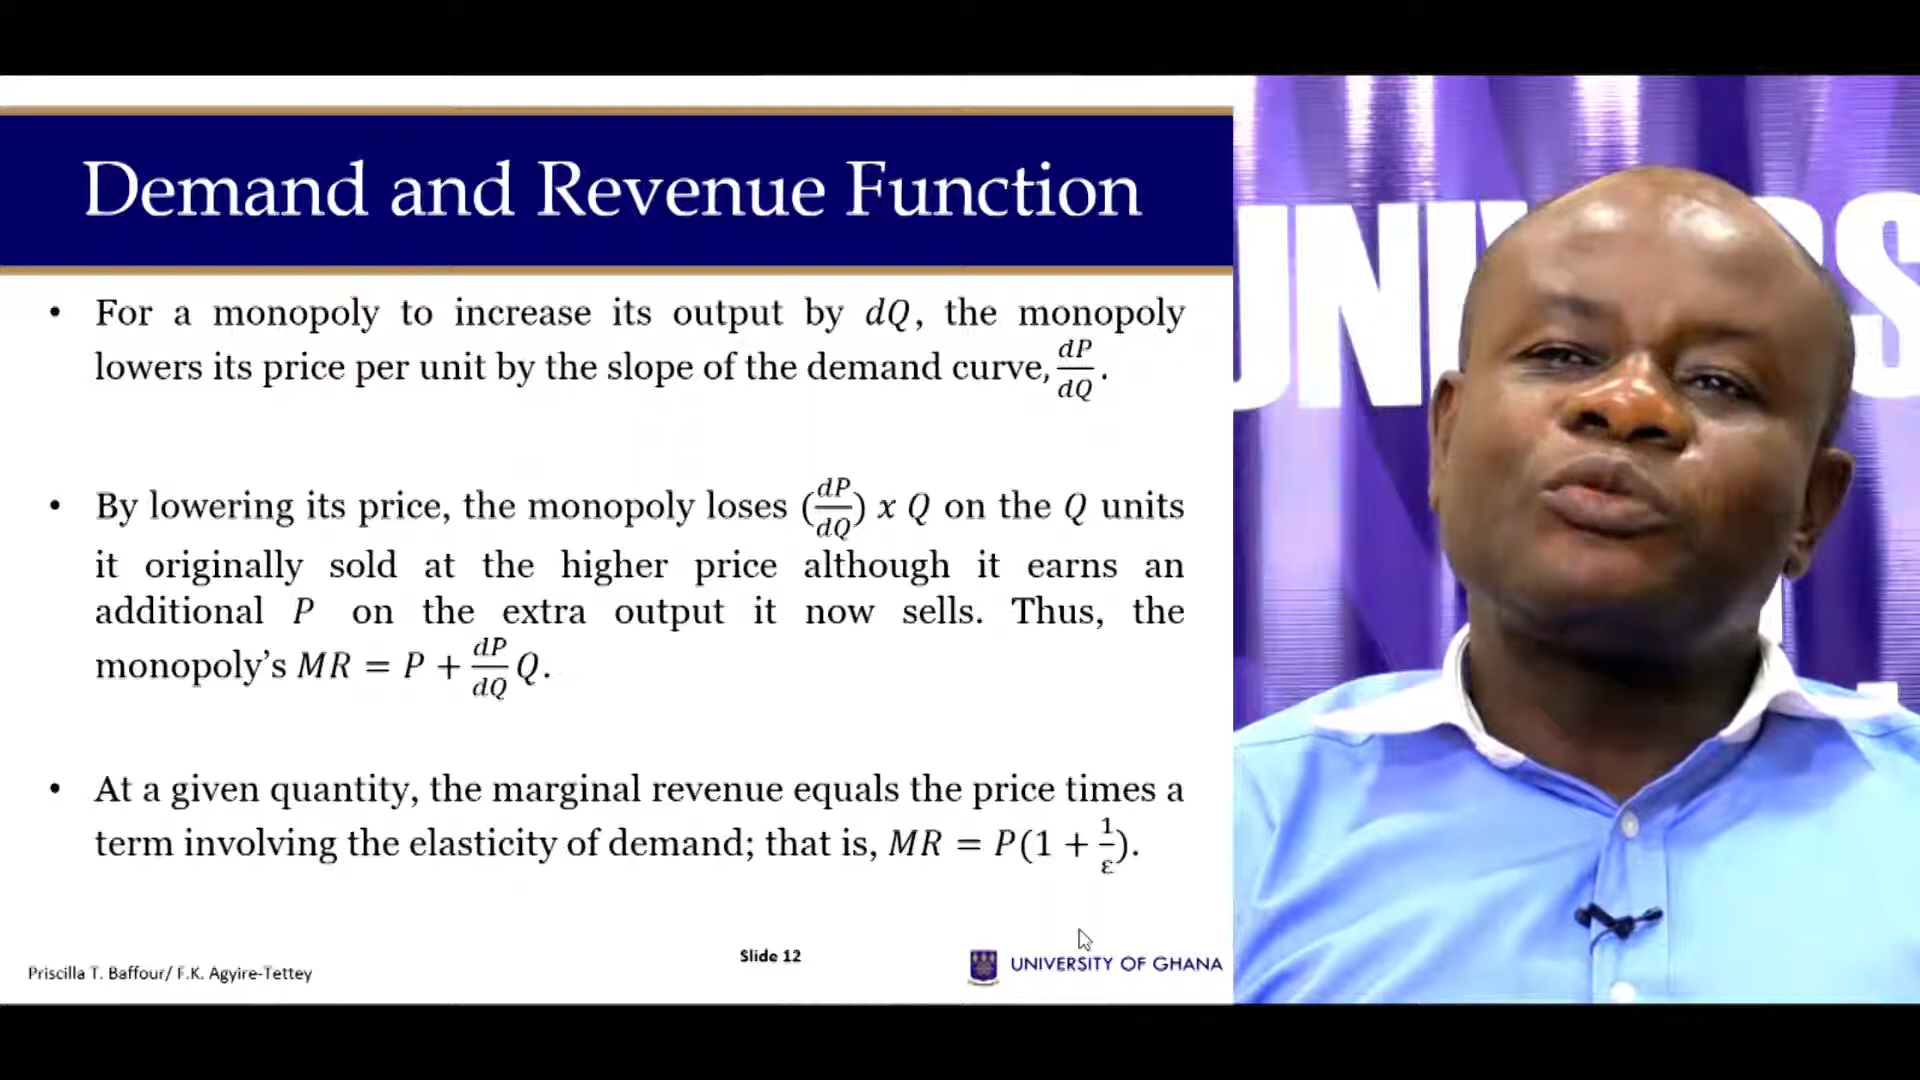 Demand and Revenue Function
• For a monopoly to increase its output by dQ, the monopoly
lowers its price per unit by the slope of the demand curve, dP/dQ.
• By lowering its price, the monopoly loses (dP/dQ) x Q on the Q units
it originally sold at the higher price although it earns an
additional P on the extra output it now sells. Thus, the
monopoly's MR = P + dP/dQ Q.
• At a given quantity, the marginal revenue equals the price times a
term involving the elasticity of demand; that is, MR = P(1 + 1/ε).
Slide 12
Priscilla T. Baffour/ F.K. Agyire-Tettey
UNIVERSITY OF GHANA